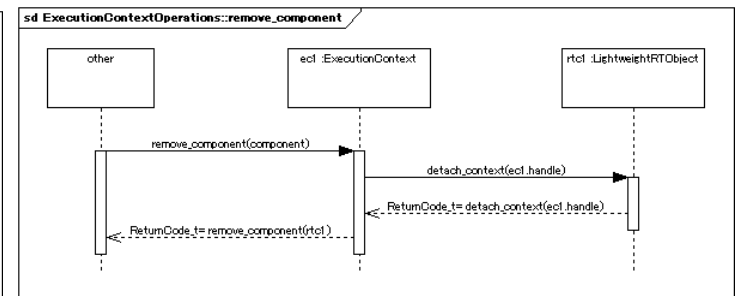 sd ExecutionContextOperations::remove_component
other
ec1 :ExecutionContext
rtc1 :LightweightRTObject
remove_component(component)
detach_context(ec1.handle)
ReturnCode_t= detach_context(ec1.handle)
ReturnCode_t= remove_component(rtc1)